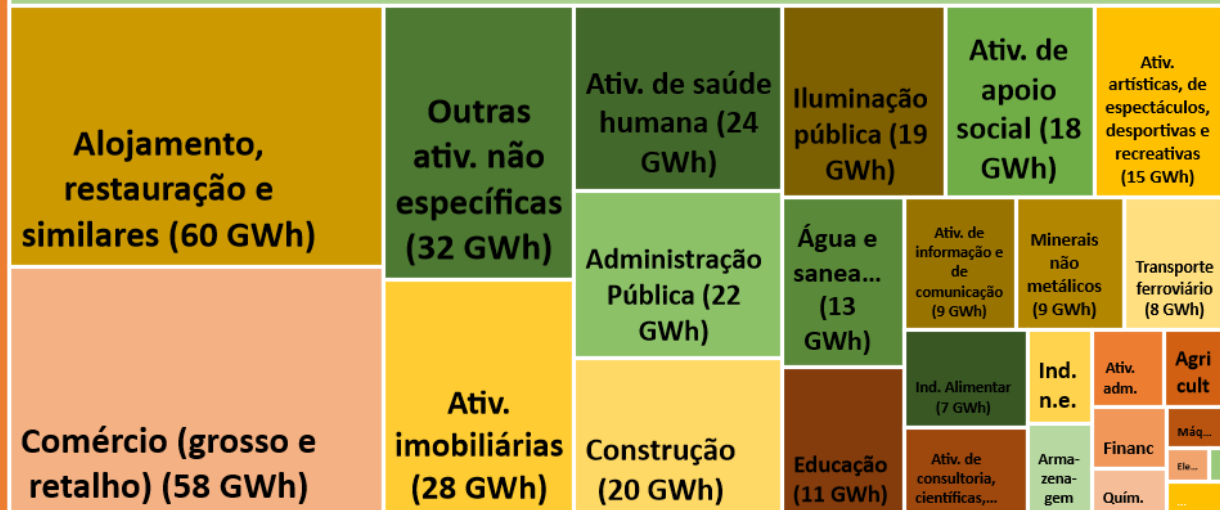 Alojamento,
restauração e
similares (60 GWh)
Comércio (grosso e
retalho) (58 GWh)
Outras
ativ. não
específicas
(32 GWh)
Ativ.
imobiliárias
(28 GWh)
Ativ. de saúde
humana (24
GWh)
Administração
Pública (22
GWh)
Construção
(20 GWh)
Iluminação
pública (19
GWh)
Ativ. de
apoio
social (18
GWh)
Ativ.
artísticas, de
espectáculos,
desportivas e
recreativas
(15 GWh)
Água e
sanea...
(13
GWh)
Educação
(11 GWh)
Ativ. de
informação e
de
comunicação
(9 GWh)
Minerais
não
metálicos
(9 GWh)
Transporte
ferroviário
(8 GWh)
Ind. Alimentar
(7 GWh)
Ativ. de
consultoria,
científicas,...
Ind.
n.e.
Arma-
zena-
gem
Ativ.
adm.
Financ
Quím.
Agri
cult
Máq...
Ele...
...